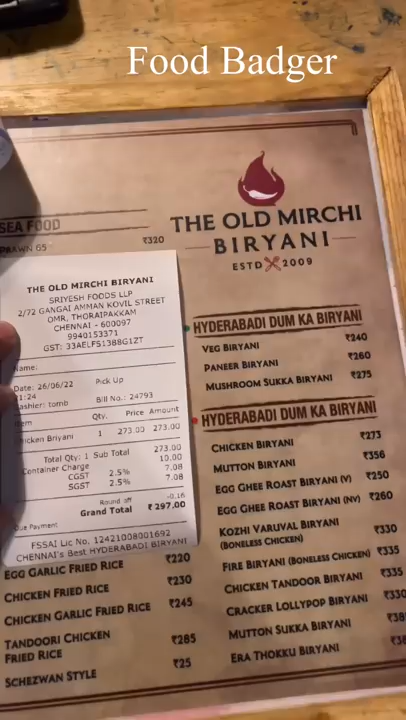 Food Badger
THE OLD MIRCHI
BIRYANI
ESTD 2009
SEA FOOD
PRAWN 65 ₹320
THE OLD MIRCHI BIRYANI
SRIYESH FOODS LLP
2/72 GANGAI AMMAN KOVIL STREET
OMR, THORAIPAKKAM
CHENNAI - 600097
9940153371
GST: 33AELFS1388G1ZT
Name:
Date: 26/06/22 Pick Up
21:24
Cashier: tomb Bill No.: 24793
Item Qty. Price Amount
Chicken Briyani 1 273.00 273.00
Total Qty: 1 Sub Total 273.00
Container Charge 10.00
CGST 2.5% 7.08
SGST 2.5% 7.08
Round off -0.16
Grand Total ₹297.00
Due Payment
FSSAI Lic No. 12421008001692
CHENNAI's Best HYDERABADI BIRYANI
EGG GARLIC FRIED RICE ₹220
CHICKEN FRIED RICE ₹230
CHICKEN GARLIC FRIED RICE ₹245
TANDOORI CHICKEN
FRIED RICE ₹285
SCHEZWAN STYLE ₹25
HYDERABADI DUM KA BIRYANI
VEG BIRYANI ₹240
PANEER BIRYANI ₹260
MUSHROOM SUKKA BIRYANI ₹275
HYDERABADI DUM KA BIRYANI
CHICKEN BIRYANI ₹273
MUTTON BIRYANI ₹356
EGG GHEE ROAST BIRYANI (V) ₹250
EGG GHEE ROAST BIRYANI (NV) ₹260
KOZHI VARUVAL BIRYANI ₹330
(BONELESS CHICKEN)
FIRE BIRYANI (BONELESS CHICKEN) ₹335
CHICKEN TANDOOR BIRYANI ₹335
CRACKER LOLLYPOP BIRYANI ₹330
MUTTON SUKKA BIRYANI
ERA THOKKU BIRYANI